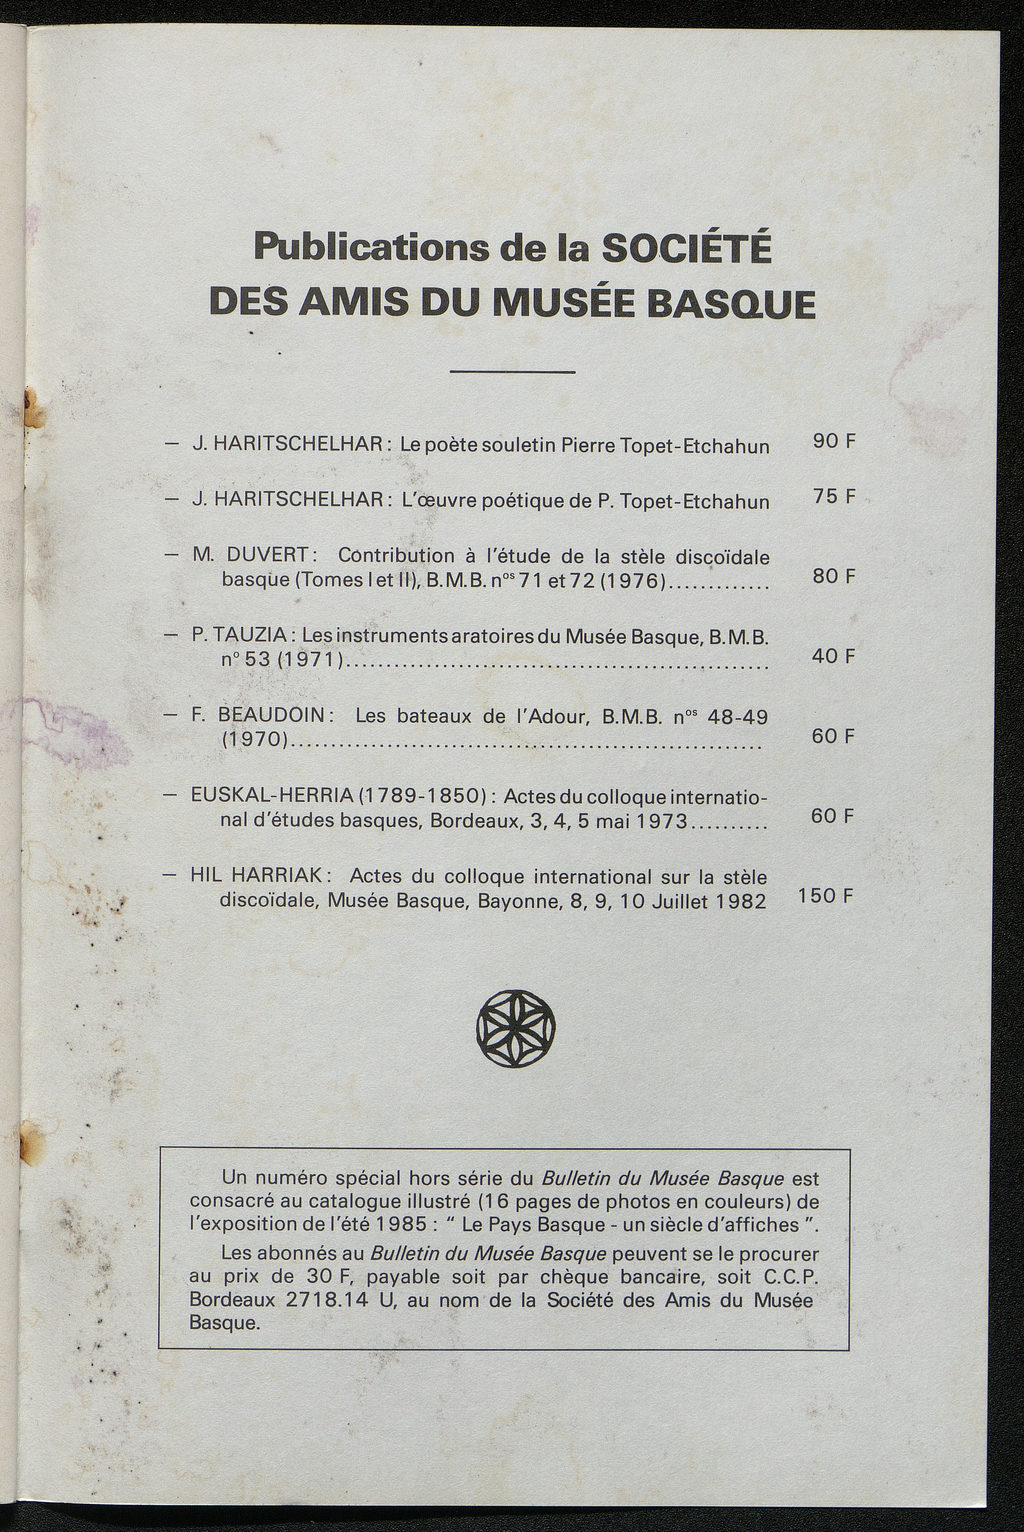 Publications de la SOCIÉTÉ
DES AMIS DU MUSÉE BASQUE
— J. HARITSCHELHAR : Le poète souletin Pierre Topet-Etchahun 90 F
— J. HARITSCHELHAR : L'œuvre poétique de P. Topet-Etchahun 75 F
— M. DUVERT : Contribution à l'étude de la stèle discoïdale
basque (Tomes I et II), B.M.B. nos 71 et 72 (1976)............. 80 F
— P. TAUZIA : Les instruments aratoires du Musée Basque, B.M.B.
n° 53 (1971)..................................................... 40 F
— F. BEAUDOIN : Les bateaux de l'Adour, B.M.B. nos 48-49
(1970)........................................................... 60 F
— EUSKAL-HERRIA (1789-1850) : Actes du colloque internatio-
nal d'études basques, Bordeaux, 3, 4, 5 mai 1973.......... 60 F
— HIL HARRIAK : Actes du colloque international sur la stèle
discoïdale, Musée Basque, Bayonne, 8, 9, 10 Juillet 1982 150 F
Un numéro spécial hors série du Bulletin du Musée Basque est
consacré au catalogue illustré (16 pages de photos en couleurs) de
l'exposition de l'été 1985 : " Le Pays Basque - un siècle d'affiches ".
Les abonnés au Bulletin du Musée Basque peuvent se le procurer
au prix de 30 F, payable soit par chèque bancaire, soit C.C.P.
Bordeaux 2718.14 U, au nom de la Société des Amis du Musée
Basque.